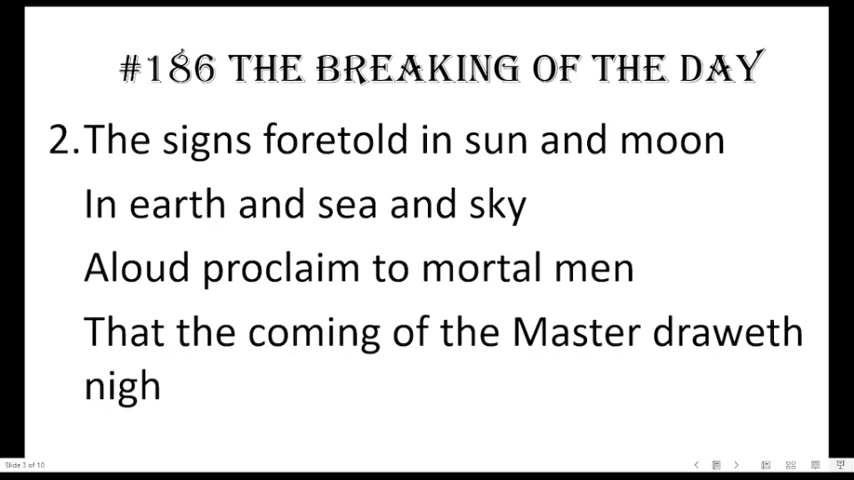 #186 THE BREAKING OF THE DAY
2.The signs foretold in sun and moon
In earth and sea and sky
Aloud proclaim to mortal men
That the coming of the Master draweth
nigh
Slide 3 of 10